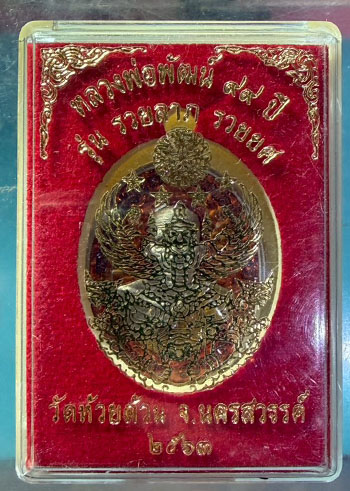 หลวงพ่อพัฒน์ ๙๙ ปี
รุ่น รวยลาภ รวยยศ
วัดห้วยด้วน จ.นครสวรรค์
๒๕๖๓